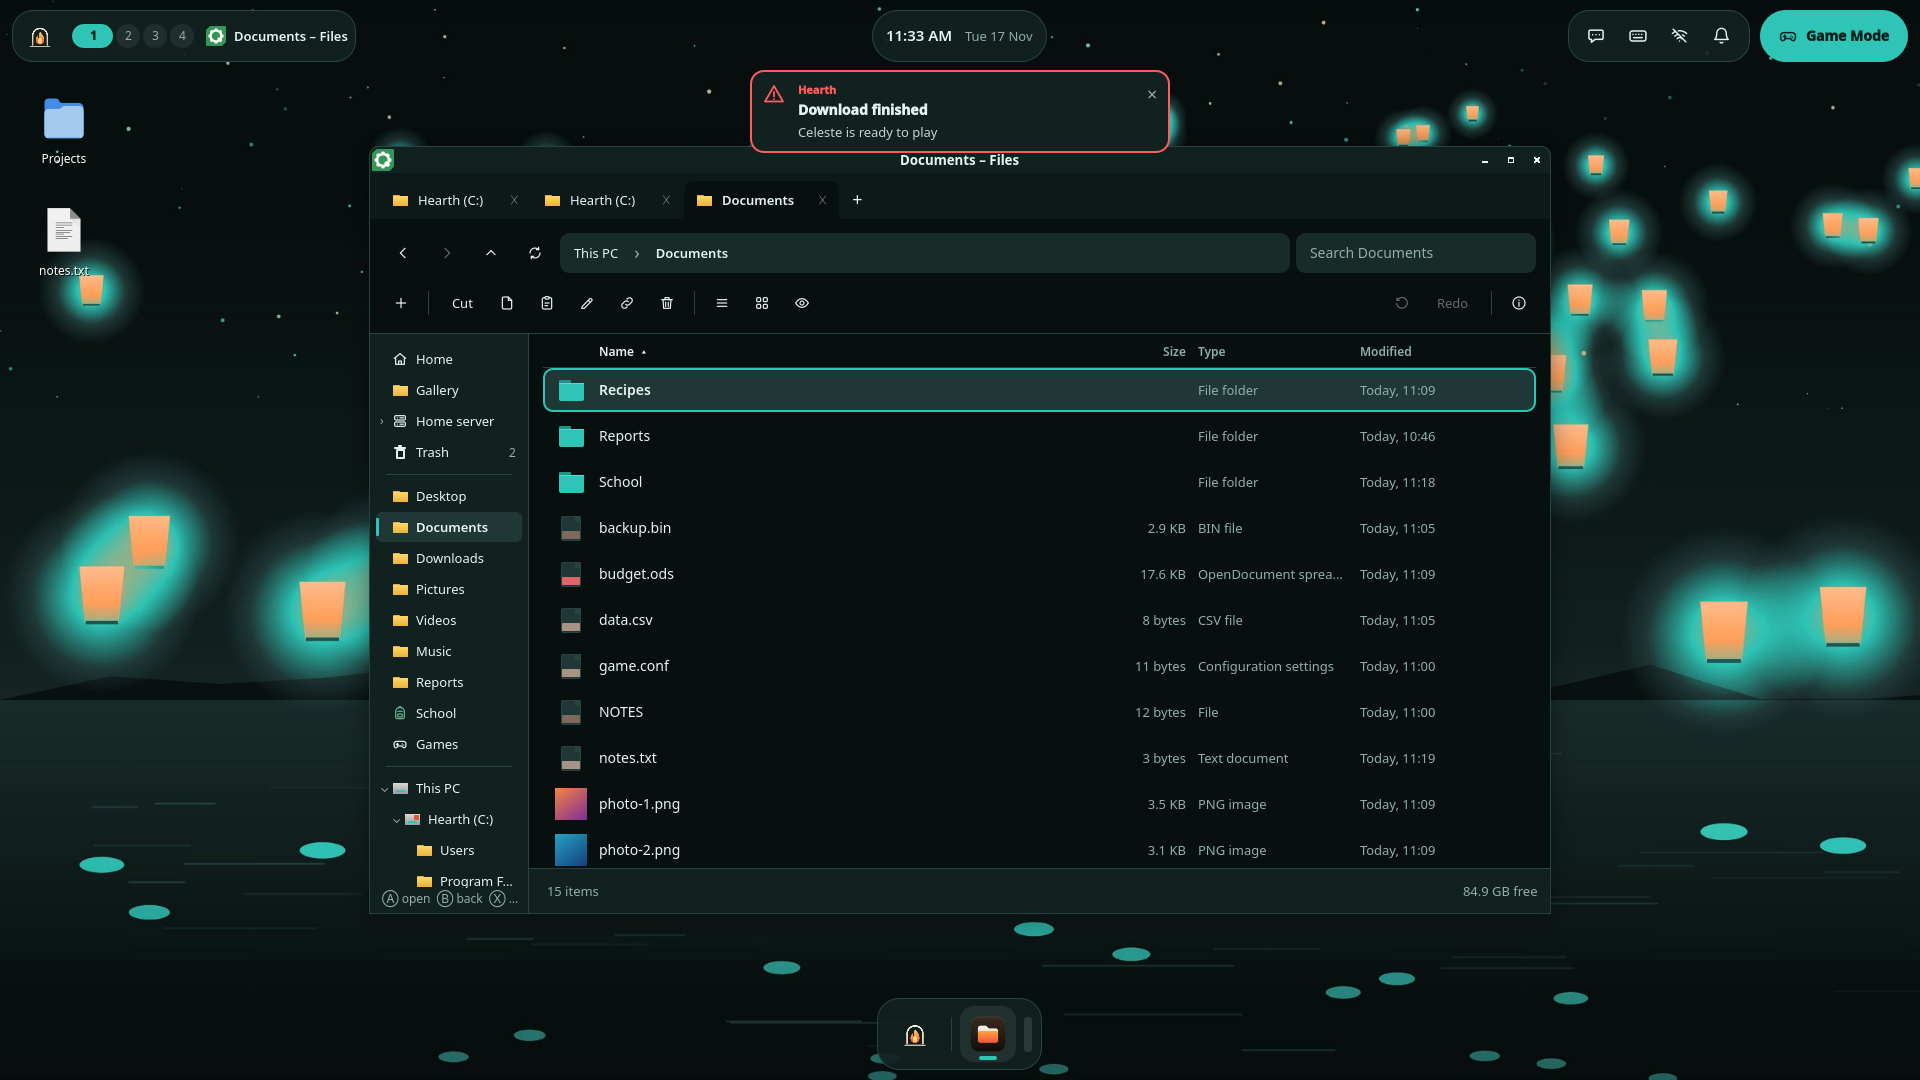 1 2 3 4 Documents – Files
11:33 AM Tue 17 Nov
Game Mode
Projects
notes.txt
Hearth
Download finished
Celeste is ready to play
Documents – Files
Hearth (C:)
Hearth (C:)
Documents
This PC › Documents
Search Documents
Cut
Redo
Home
Gallery
Home server
Trash 2
Desktop
Documents
Downloads
Pictures
Videos
Music
Reports
School
Games
This PC
Hearth (C:)
Users
Program F...
A open B back X ...
Name Size Type Modified
Recipes File folder Today, 11:09
Reports File folder Today, 10:46
School File folder Today, 11:18
backup.bin 2.9 KB BIN file Today, 11:05
budget.ods 17.6 KB OpenDocument sprea... Today, 11:09
data.csv 8 bytes CSV file Today, 11:05
game.conf 11 bytes Configuration settings Today, 11:00
NOTES 12 bytes File Today, 11:00
notes.txt 3 bytes Text document Today, 11:19
photo-1.png 3.5 KB PNG image Today, 11:09
photo-2.png 3.1 KB PNG image Today, 11:09
15 items 84.9 GB free